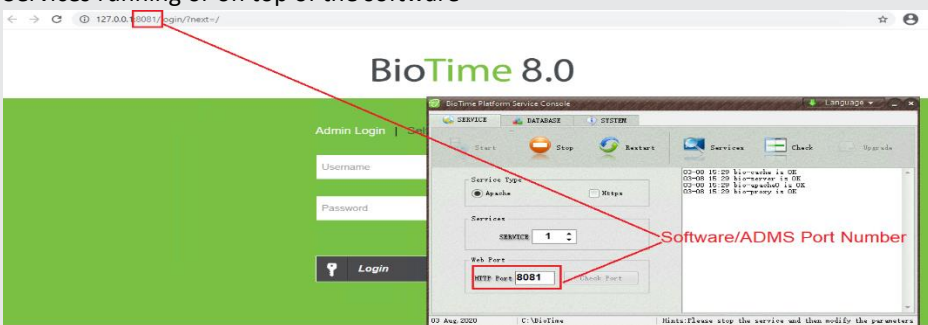 services running of on top of the software
127.0.0.1:8081/login/?next=/
BioTime 8.0
BioTime Platform Service Console
Language
SERVICE DATABASE SYSTEM
Admin Login |
Start Stop Restart Services Check Upgrade
Username
Service Type
Apache Https
03-08 15:29 bio-cache is OK
03-08 15:29 bio-server is OK
03-08 15:29 bio-apache0 is OK
03-08 15:29 bio-proxy is OK
Password
Services
SERVICE 1
Software/ADMS Port Number
Web Port
Login
HTTP Port 8081 Check Port
03 Aug, 2020 C:\BioTime Hints:Please stop the service and then modify the parameters